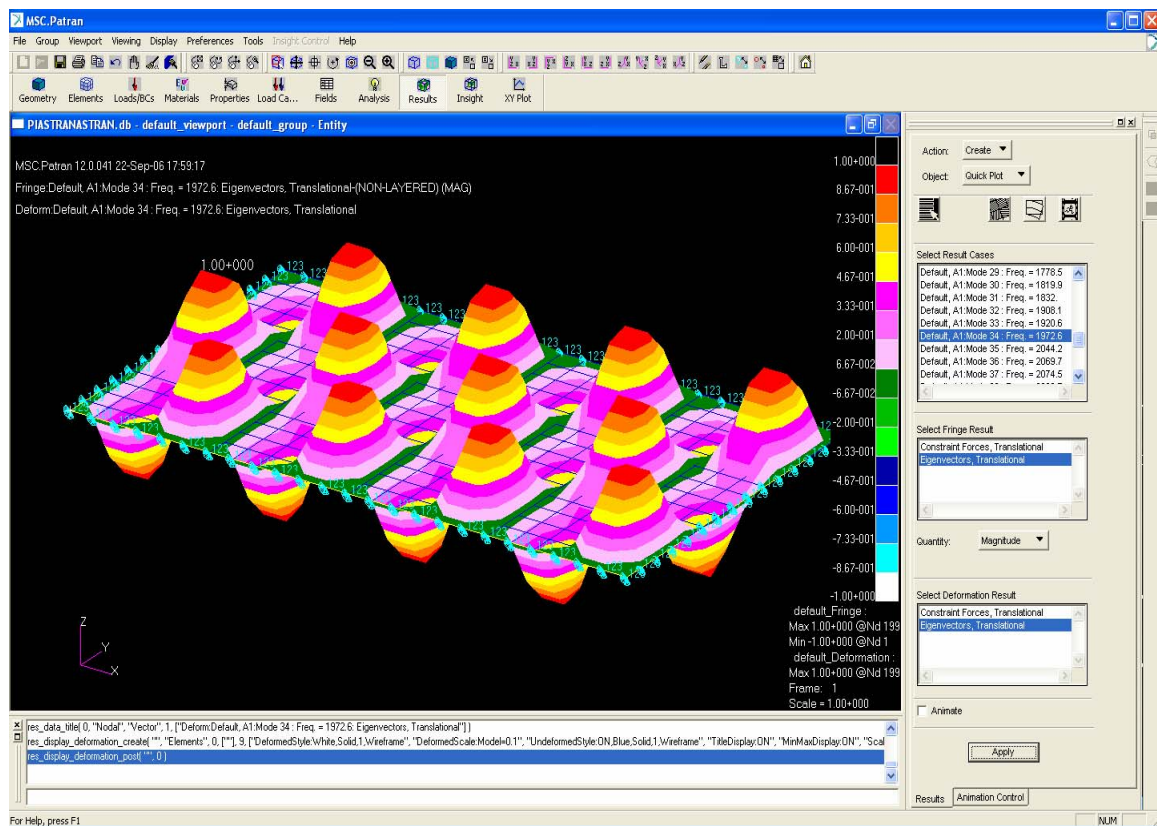 MSC.Patran
File Group Viewport Viewing Display Preferences Tools Insight Control Help
Geometry Elements Loads/BCs Materials Properties Load Ca... Fields Analysis Results Insight XY Plot
PIASTRANASTRAN.db - default_viewport - default_group - Entity
MSC.Patran 12.0.041 22-Sep-06 17:59:17
Fringe:Default, A1:Mode 34 : Freq. = 1972.6: Eigenvectors, Translational-(NON-LAYERED) (MAG)
Deform:Default, A1:Mode 34 : Freq. = 1972.6: Eigenvectors, Translational
1.00+000
123
Z
Y
X
1.00+000
8.67-001
7.33-001
6.00-001
4.67-001
3.33-001
2.00-001
6.67-002
-6.67-002
-2.00-001
-3.33-001
-4.67-001
-6.00-001
-7.33-001
-8.67-001
-1.00+000
default_Fringe :
Max 1.00+000 @Nd 199
Min -1.00+000 @Nd 1
default_Deformation :
Max 1.00+000 @Nd 199
Frame: 1
Scale = 1.00+000
Action: Create
Object: Quick Plot
Select Result Cases
Default, A1:Mode 29 : Freq. = 1778.5
Default, A1:Mode 30 : Freq. = 1819.9
Default, A1:Mode 31 : Freq. = 1832.
Default, A1:Mode 32 : Freq. = 1908.1
Default, A1:Mode 33 : Freq. = 1920.6
Default, A1:Mode 34 : Freq. = 1972.6
Default, A1:Mode 35 : Freq. = 2044.2
Default, A1:Mode 36 : Freq. = 2069.7
Default, A1:Mode 37 : Freq. = 2074.5
Select Fringe Result
Constraint Forces, Translational
Eigenvectors, Translational
Quantity: Magnitude
Select Deformation Result
Constraint Forces, Translational
Eigenvectors, Translational
Animate
Apply
Results Animation Control
res_data_title( 0, "Nodal", "Vector", 1, ["Deform:Default, A1:Mode 34 : Freq. = 1972.6: Eigenvectors, Translational"] )
res_display_deformation_create( "", "Elements", 0, [""], 9, ["DeformedStyle:White,Solid,1,Wireframe", "DeformedScale:Model=0.1", "UndeformedStyle:ON,Blue,Solid,1,Wireframe", "TitleDisplay:ON", "MinMaxDisplay:ON", "Scal
res_display_deformation_post( "", 0 )
For Help, press F1
NUM